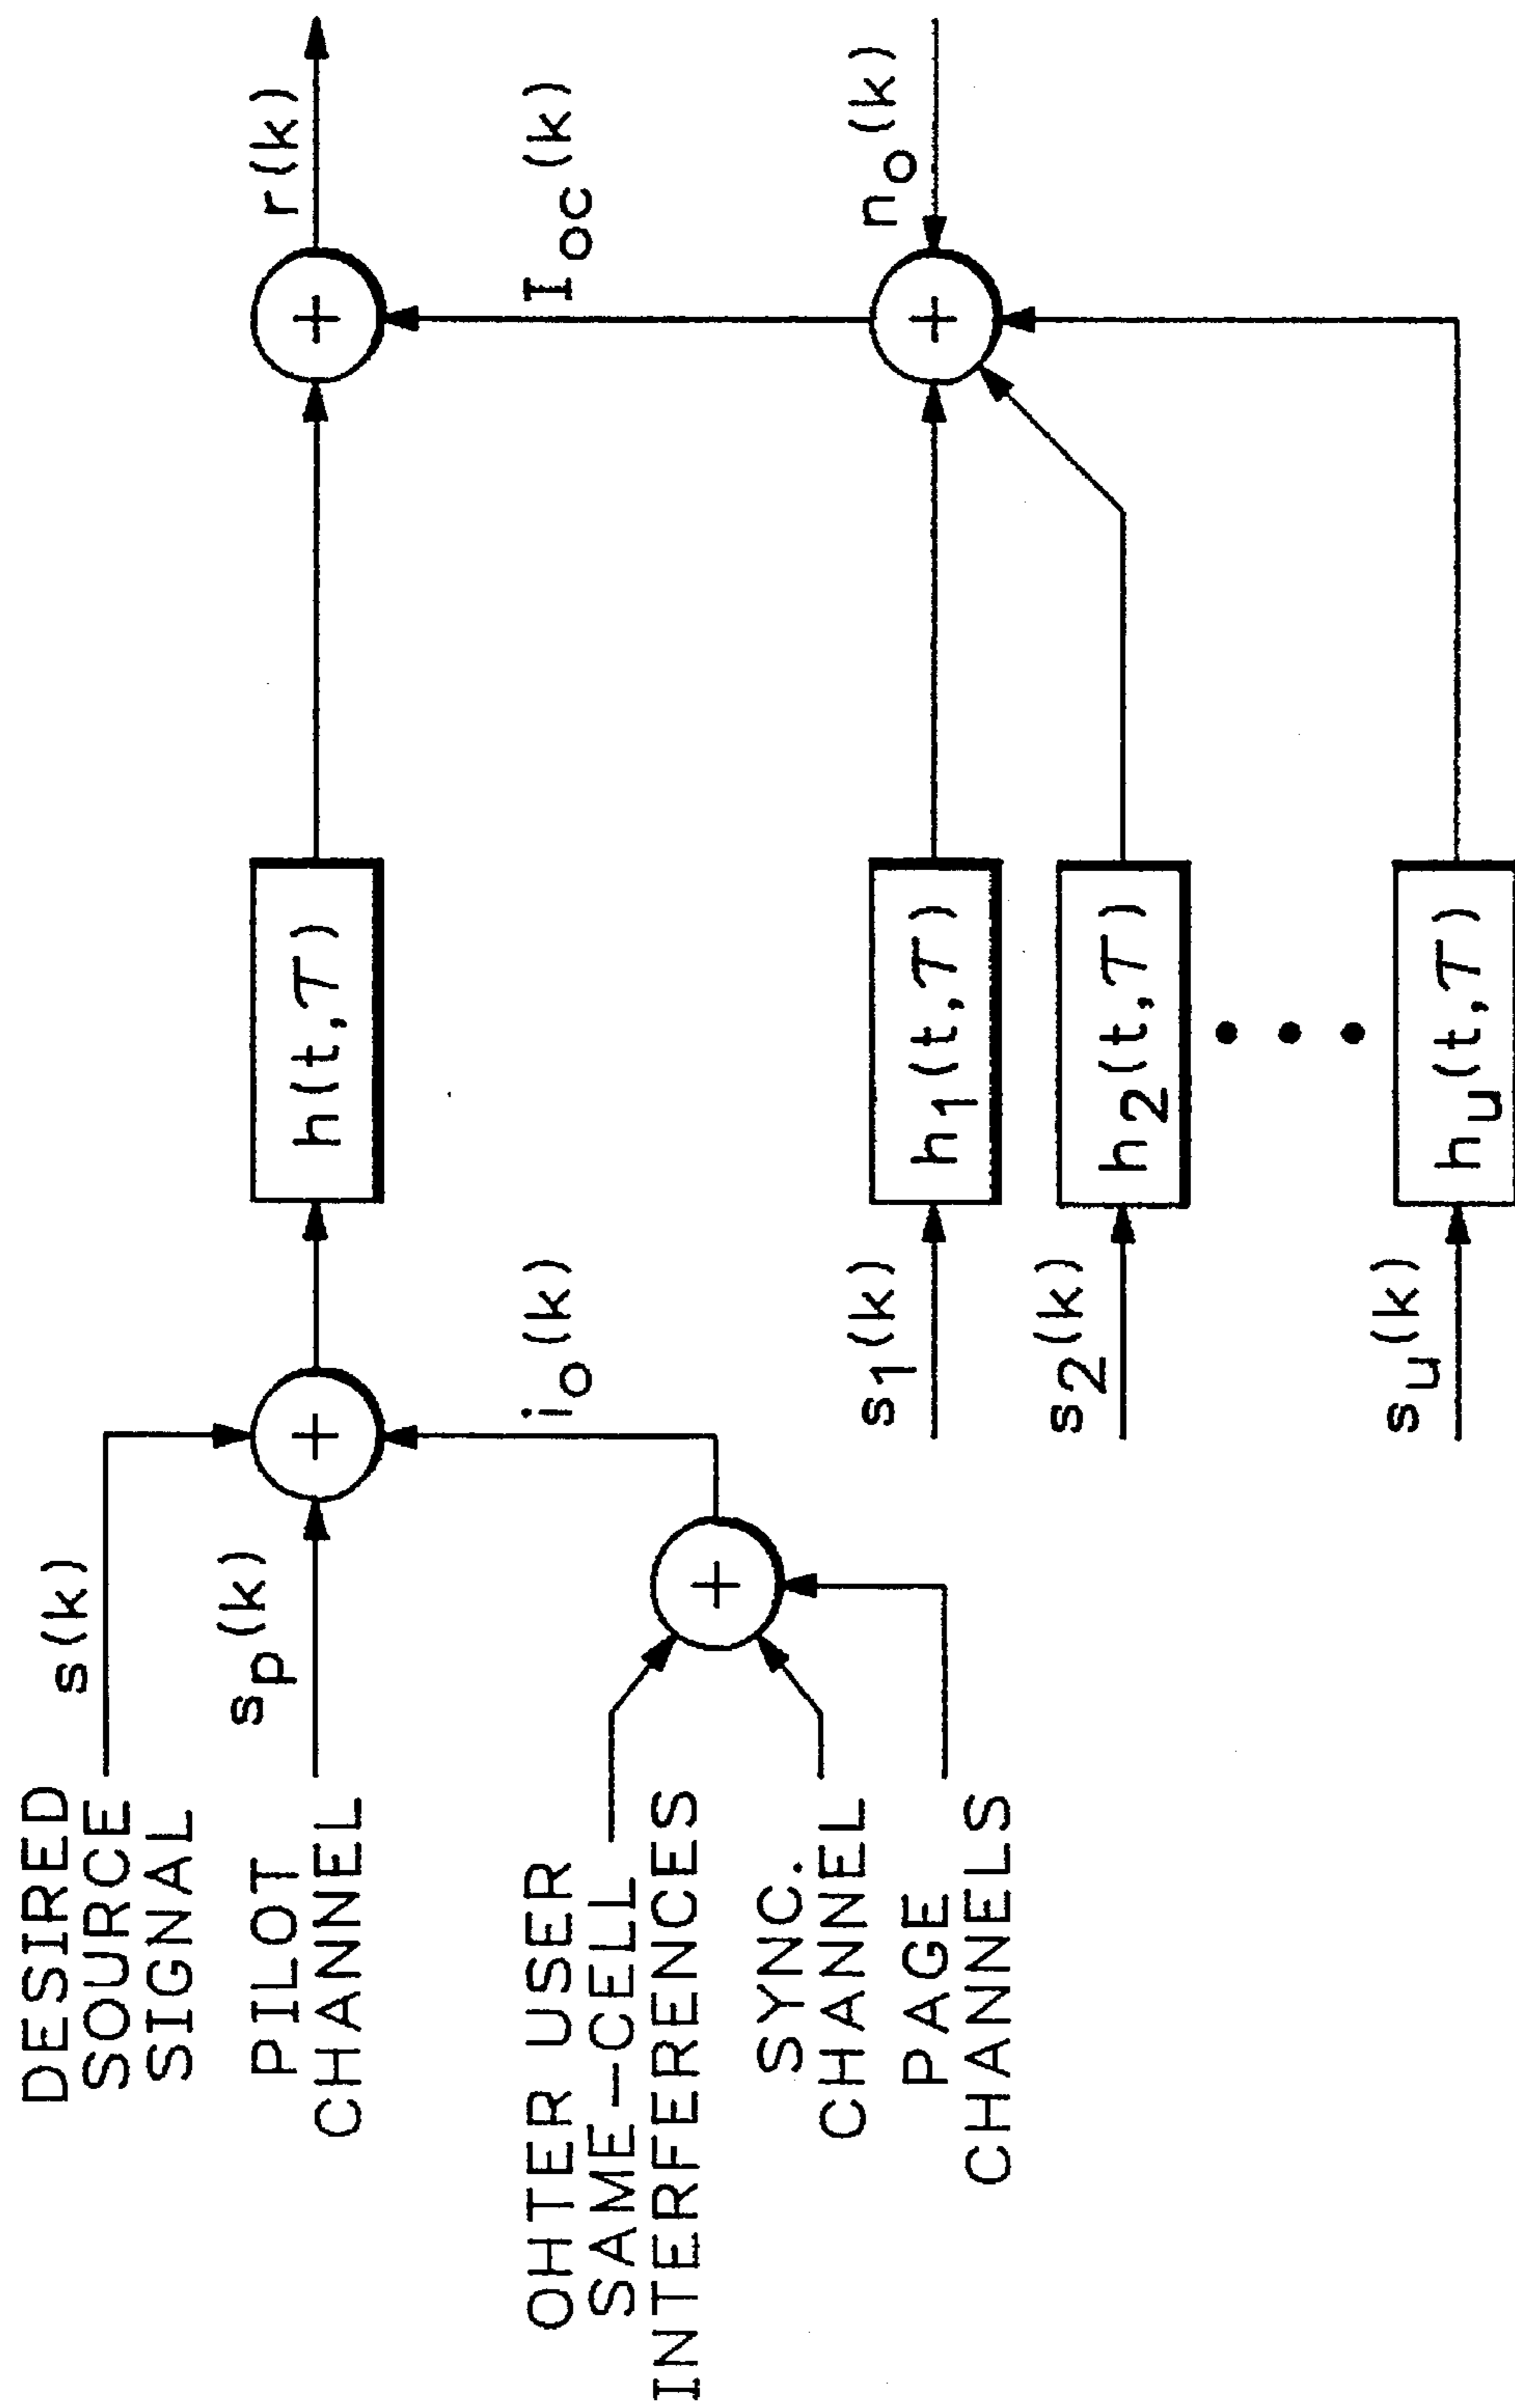 DESIRED
SOURCE
SIGNAL
s(k)
PILOT
CHANNEL
s_p(k)
OHTER USER
SAME-CELL
INTERFERENCES
SYNC.
CHANNEL
PAGE
CHANNELS
+
+
i_o(k)
h(t,T)
+
r(k)
I_oc(k)
s_1(k)
h_1(t,T)
+
n_o(k)
s_2(k)
h_2(t,T)
s_u(k)
h_u(t,T)